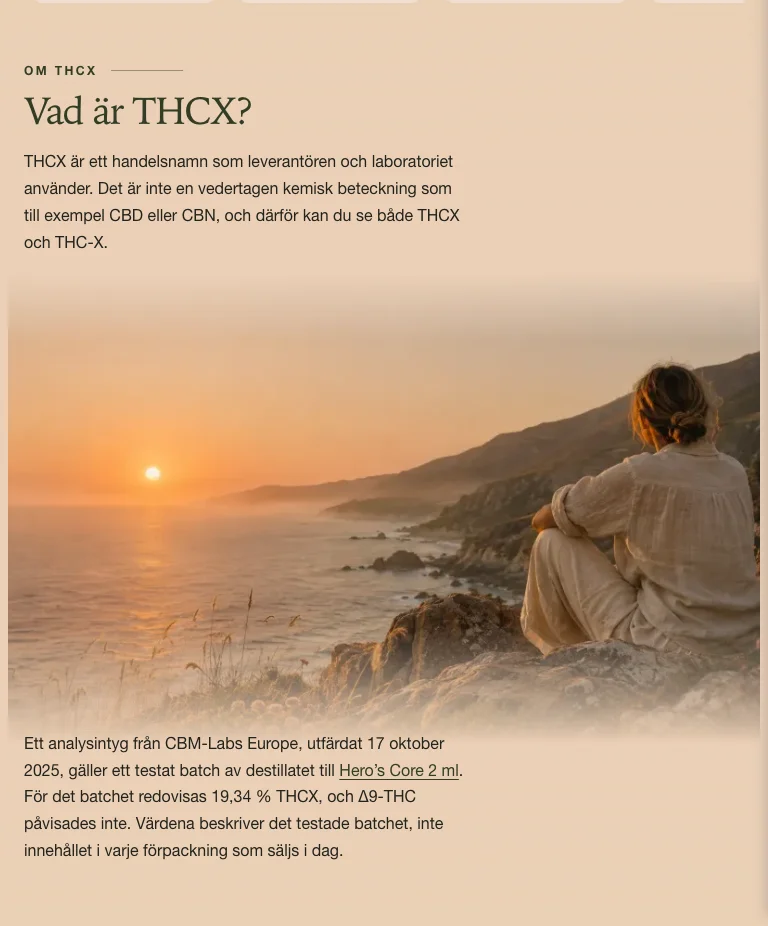 OM THCX
Vad är THCX?
THCX är ett handelsnamn som leverantören och laboratoriet
använder. Det är inte en vedertagen kemisk beteckning som
till exempel CBD eller CBN, och därför kan du se både THCX
och THC-X.
Ett analysintyg från CBM-Labs Europe, utfärdat 17 oktober
2025, gäller ett testat batch av destillatet till Hero’s Core 2 ml.
För det batchet redovisas 19,34 % THCX, och Δ9-THC
påvisades inte. Värdena beskriver det testade batchet, inte
innehållet i varje förpackning som säljs i dag.